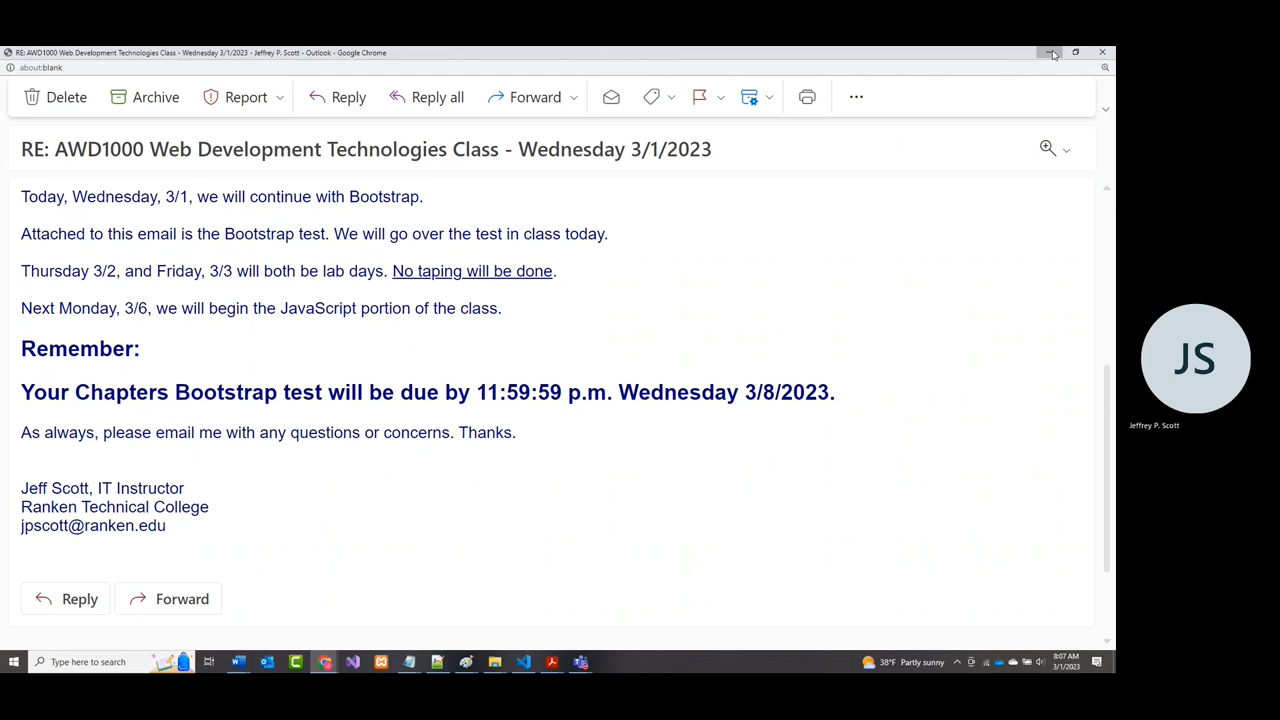 RE: AWD1000 Web Development Technologies Class - Wednesday 3/1/2023 - Jeffrey P. Scott - Outlook - Google Chrome
about:blank
Delete Archive Report Reply Reply all Forward
RE: AWD1000 Web Development Technologies Class - Wednesday 3/1/2023
Today, Wednesday, 3/1, we will continue with Bootstrap.
Attached to this email is the Bootstrap test. We will go over the test in class today.
Thursday 3/2, and Friday, 3/3 will both be lab days. No taping will be done.
Next Monday, 3/6, we will begin the JavaScript portion of the class.
Remember:
Your Chapters Bootstrap test will be due by 11:59:59 p.m. Wednesday 3/8/2023.
As always, please email me with any questions or concerns. Thanks.
Jeff Scott, IT Instructor
Ranken Technical College
jpscott@ranken.edu
Reply Forward
JS
Jeffrey P. Scott
Type here to search
38°F Partly sunny
8:07 AM
3/1/2023